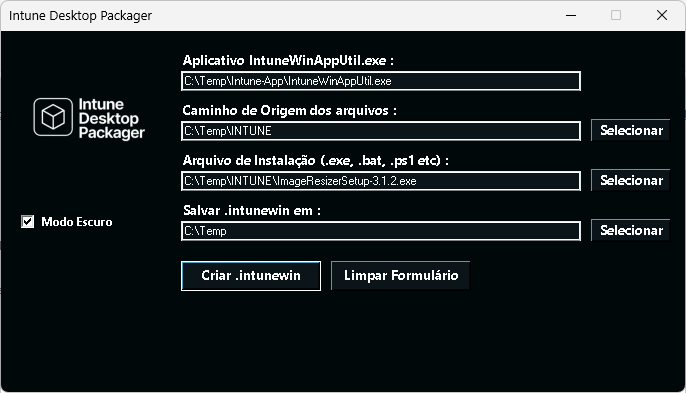 Intune Desktop Packager
Aplicativo IntuneWinAppUtil.exe :
C:\Temp\Intune-App\IntuneWinAppUtil.exe
Intune
Desktop
Packager
Caminho de Origem dos arquivos :
C:\Temp\INTUNE
Selecionar
Arquivo de Instalação (.exe, .bat, .ps1 etc) :
C:\Temp\INTUNE\ImageResizerSetup-3.1.2.exe
Selecionar
Modo Escuro
Salvar .intunewin em :
C:\Temp
Selecionar
Criar .intunewin
Limpar Formulário